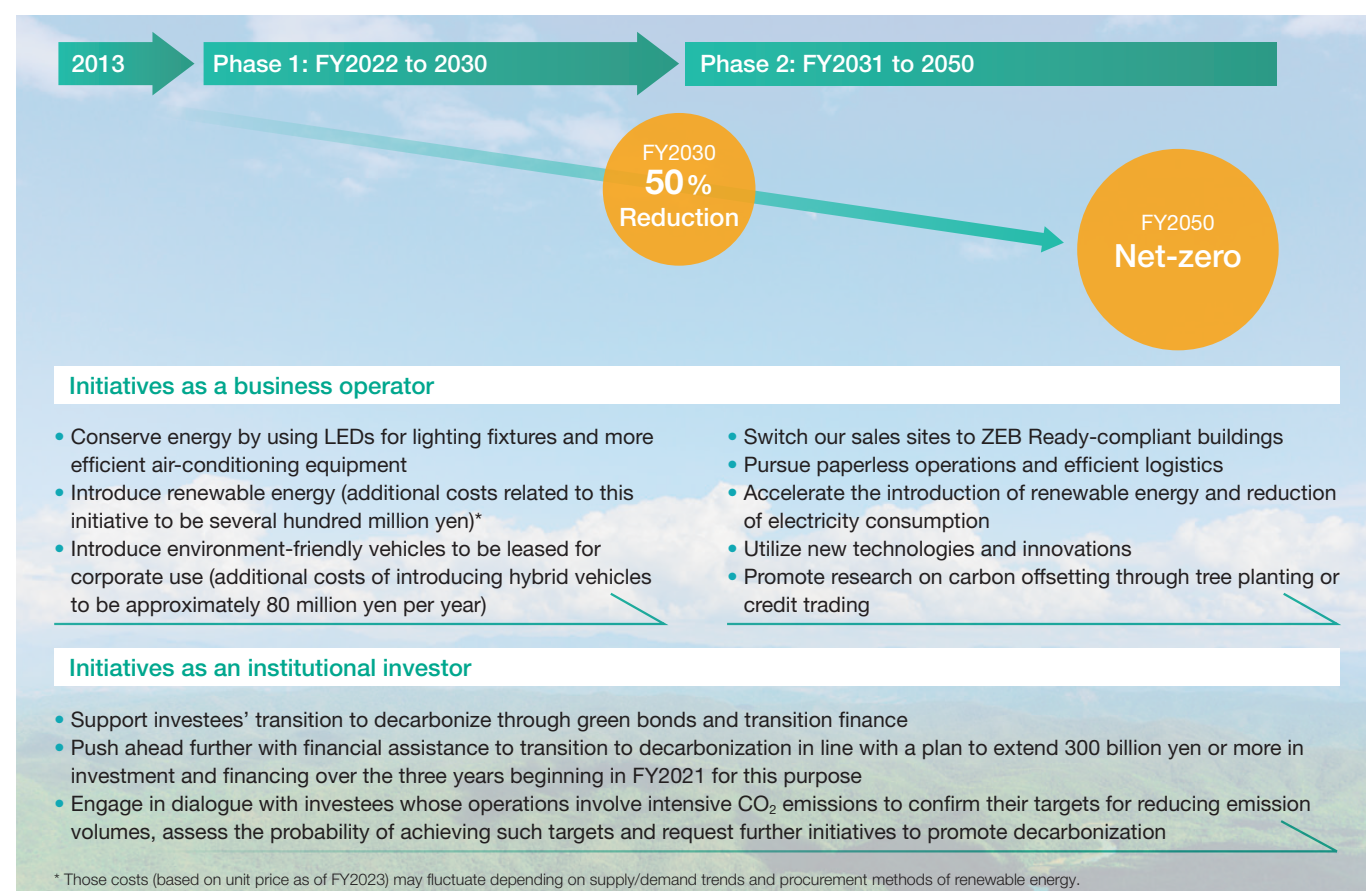 2013
Phase 1: FY2022 to 2030
Phase 2: FY2031 to 2050
FY2030
50%
Reduction
FY2050
Net-zero
Initiatives as a business operator
• Conserve energy by using LEDs for lighting fixtures and more
efficient air-conditioning equipment
• Introduce renewable energy (additional costs related to this
initiative to be several hundred million yen)*
• Introduce environment-friendly vehicles to be leased for
corporate use (additional costs of introducing hybrid vehicles
to be approximately 80 million yen per year)
• Switch our sales sites to ZEB Ready-compliant buildings
• Pursue paperless operations and efficient logistics
• Accelerate the introduction of renewable energy and reduction
of electricity consumption
• Utilize new technologies and innovations
• Promote research on carbon offsetting through tree planting or
credit trading
Initiatives as an institutional investor
• Support investees’ transition to decarbonize through green bonds and transition finance
• Push ahead further with financial assistance to transition to decarbonization in line with a plan to extend 300 billion yen or more in
investment and financing over the three years beginning in FY2021 for this purpose
• Engage in dialogue with investees whose operations involve intensive CO₂ emissions to confirm their targets for reducing emission
volumes, assess the probability of achieving such targets and request further initiatives to promote decarbonization
* Those costs (based on unit price as of FY2023) may fluctuate depending on supply/demand trends and procurement methods of renewable energy.